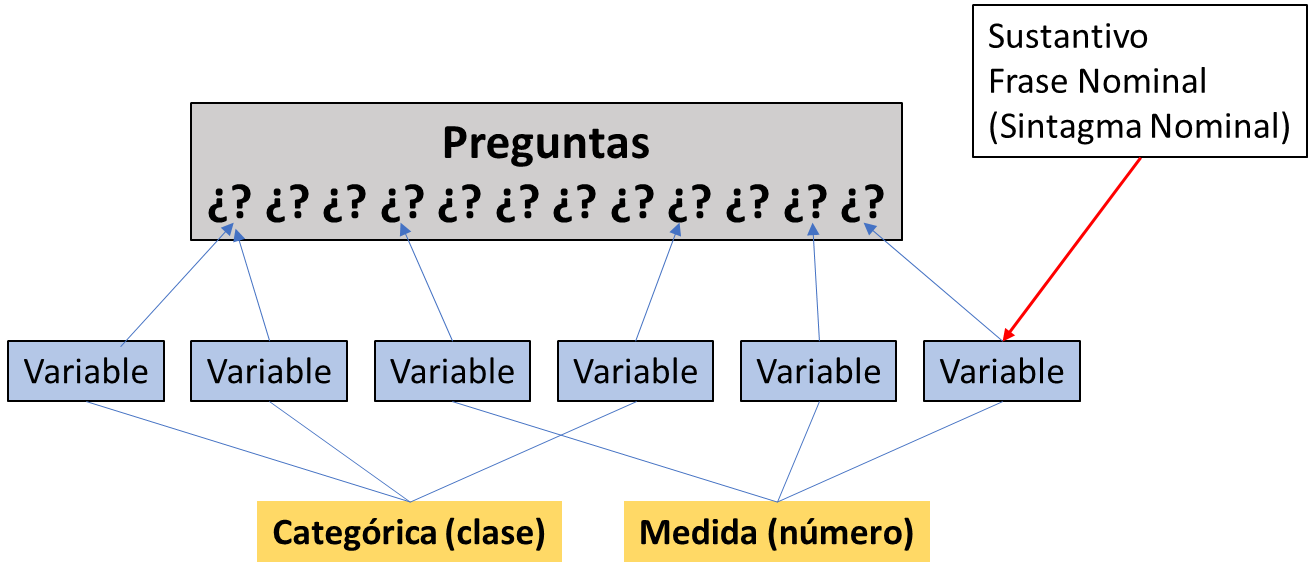 Sustantivo
Frase Nominal
(Sintagma Nominal)
Preguntas
¿? ¿? ¿? ¿? ¿? ¿? ¿? ¿? ¿? ¿? ¿? ¿?
Variable
Variable
Variable
Variable
Variable
Variable
Categórica (clase)
Medida (número)